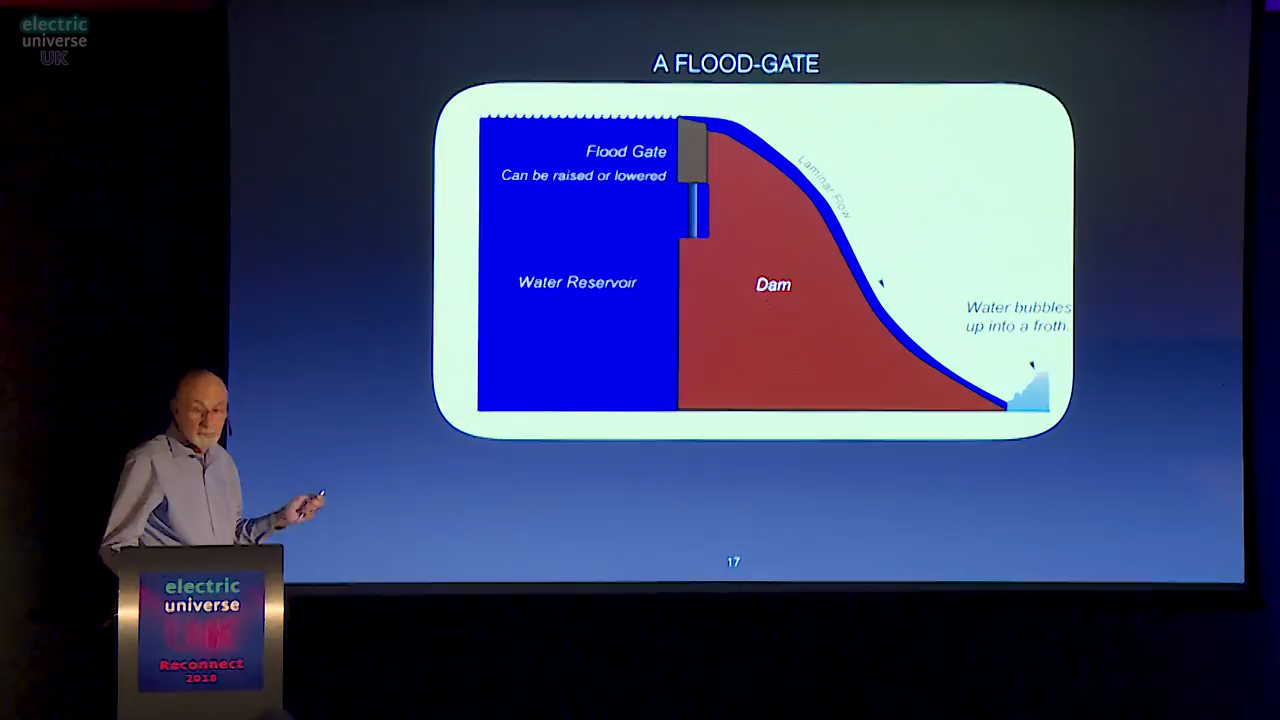 electric
universe
UK
A FLOOD-GATE
Flood Gate
Can be raised or lowered
Laminar Flow
Water Reservoir
Dam
Water bubbles
up into a froth.
17
electric
universe
UK
Reconnect
2018